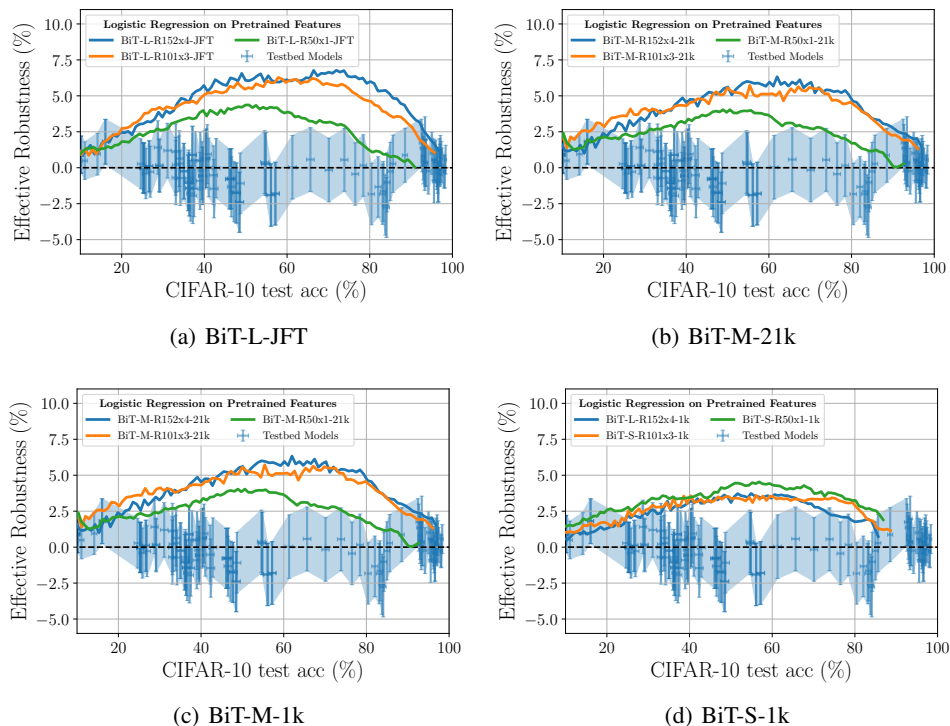 Logistic Regression on Pretrained Features
BiT-L-R152x4-JFT
BiT-L-R50x1-JFT
BiT-L-R101x3-JFT
Testbed Models
Effective Robustness (%)
10.0
7.5
5.0
2.5
0.0
−2.5
−5.0
20 40 60 80 100
CIFAR-10 test acc (%)
(a) BiT-L-JFT
Logistic Regression on Pretrained Features
BiT-M-R152x4-21k
BiT-M-R50x1-21k
BiT-M-R101x3-21k
Testbed Models
Effective Robustness (%)
10.0
7.5
5.0
2.5
0.0
−2.5
−5.0
20 40 60 80 100
CIFAR-10 test acc (%)
(b) BiT-M-21k
Logistic Regression on Pretrained Features
BiT-M-R152x4-21k
BiT-M-R50x1-21k
BiT-M-R101x3-21k
Testbed Models
Effective Robustness (%)
10.0
7.5
5.0
2.5
0.0
−2.5
−5.0
20 40 60 80 100
CIFAR-10 test acc (%)
(c) BiT-M-1k
Logistic Regression on Pretrained Features
BiT-L-R152x4-1k
BiT-S-R50x1-1k
BiT-S-R101x3-1k
Testbed Models
Effective Robustness (%)
10.0
7.5
5.0
2.5
0.0
−2.5
−5.0
20 40 60 80 100
CIFAR-10 test acc (%)
(d) BiT-S-1k